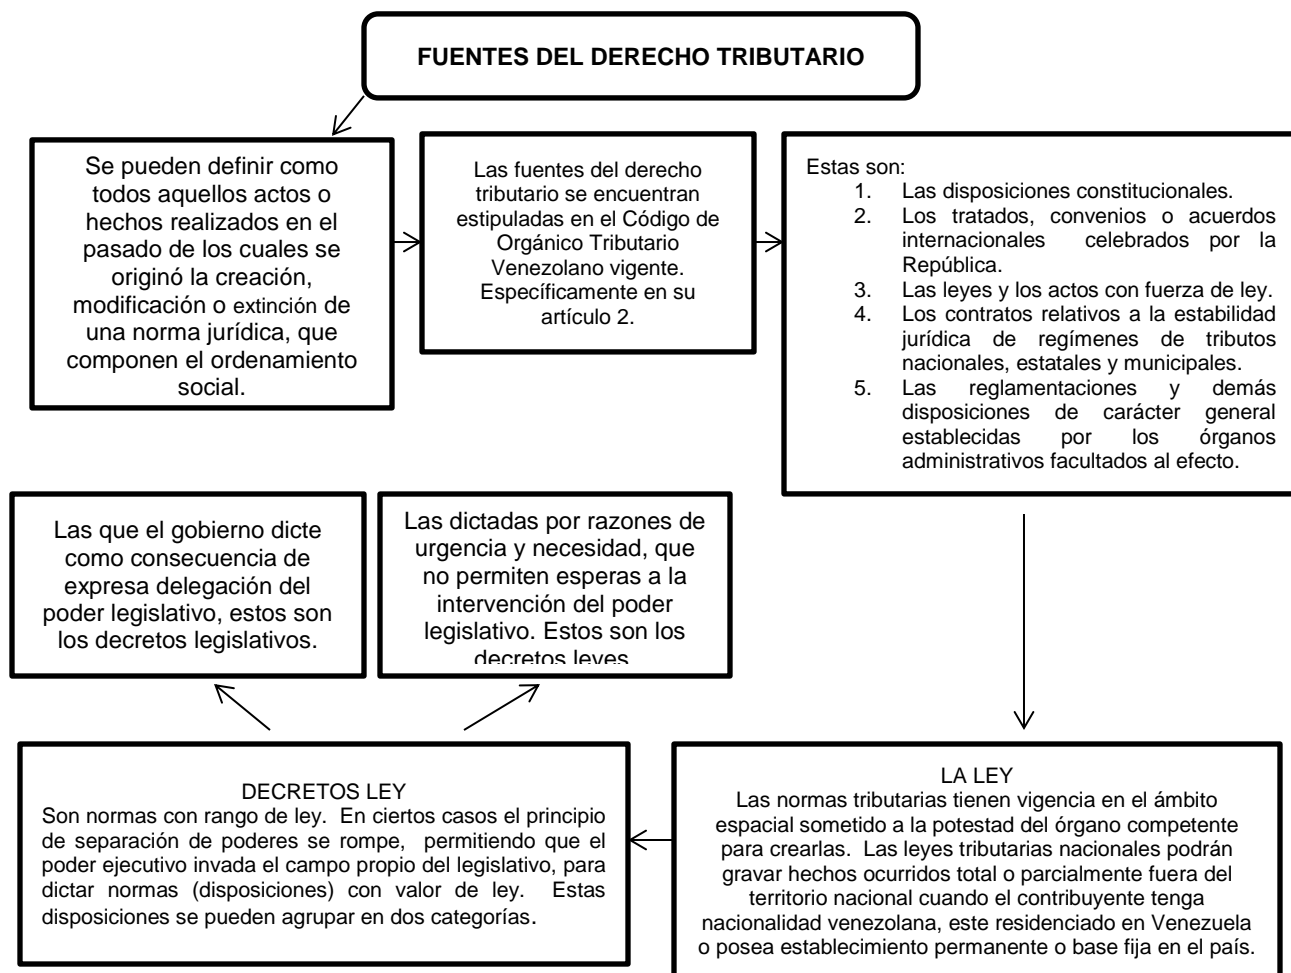 FUENTES DEL DERECHO TRIBUTARIO
Se pueden definir como
todos aquellos actos o
hechos realizados en el
pasado de los cuales se
originó la creación,
modificación o extinción de
una norma jurídica, que
componen el ordenamiento
social.
Las fuentes del derecho
tributario se encuentran
estipuladas en el Código de
Orgánico Tributario
Venezolano vigente.
Específicamente en su
artículo 2.
Estas son:
1. Las disposiciones constitucionales.
2. Los tratados, convenios o acuerdos
internacionales celebrados por la
República.
3. Las leyes y los actos con fuerza de ley.
4. Los contratos relativos a la estabilidad
jurídica de regímenes de tributos
nacionales, estatales y municipales.
5. Las reglamentaciones y demás
disposiciones de carácter general
establecidas por los órganos
administrativos facultados al efecto.
Las que el gobierno dicte
como consecuencia de
expresa delegación del
poder legislativo, estos son
los decretos legislativos.
Las dictadas por razones de
urgencia y necesidad, que
no permiten esperas a la
intervención del poder
legislativo. Estos son los
decretos leyes
DECRETOS LEY
Son normas con rango de ley. En ciertos casos el principio
de separación de poderes se rompe, permitiendo que el
poder ejecutivo invada el campo propio del legislativo, para
dictar normas (disposiciones) con valor de ley. Estas
disposiciones se pueden agrupar en dos categorías.
LA LEY
Las normas tributarias tienen vigencia en el ámbito
espacial sometido a la potestad del órgano competente
para crearlas. Las leyes tributarias nacionales podrán
gravar hechos ocurridos total o parcialmente fuera del
territorio nacional cuando el contribuyente tenga
nacionalidad venezolana, este residenciado en Venezuela
o posea establecimiento permanente o base fija en el país.